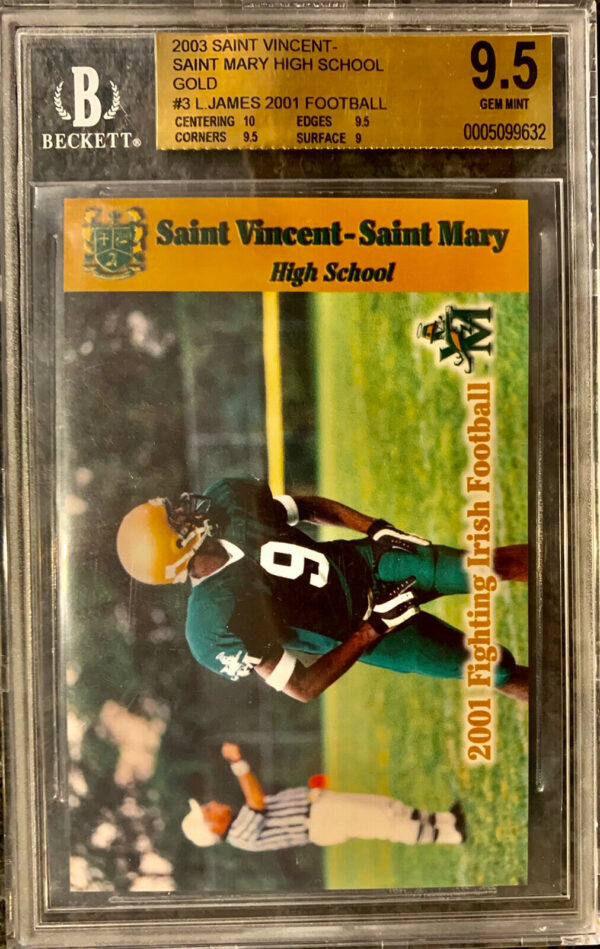 2003 SAINT VINCENT-
SAINT MARY HIGH SCHOOL
GOLD
#3 L.JAMES 2001 FOOTBALL
CENTERING 10 EDGES 9.5
CORNERS 9.5 SURFACE 9
9.5
GEM MINT
0005099632
B
BECKETT®
Saint Vincent-Saint Mary
High School
VM
2001 Fighting Irish Football
9